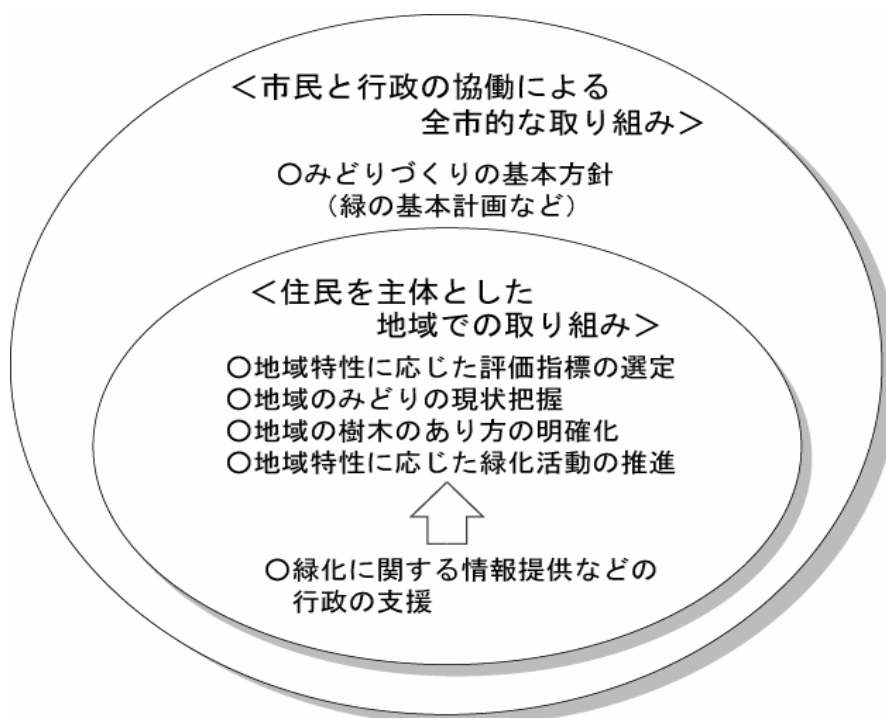 ＜市民と行政の協働による
全市的な取り組み＞
○みどりづくりの基本方針
（緑の基本計画など）
＜住民を主体とした
地域での取り組み＞
○地域特性に応じた評価指標の選定
○地域のみどりの現状把握
○地域の樹木のあり方の明確化
○地域特性に応じた緑化活動の推進
○緑化に関する情報提供などの
行政の支援